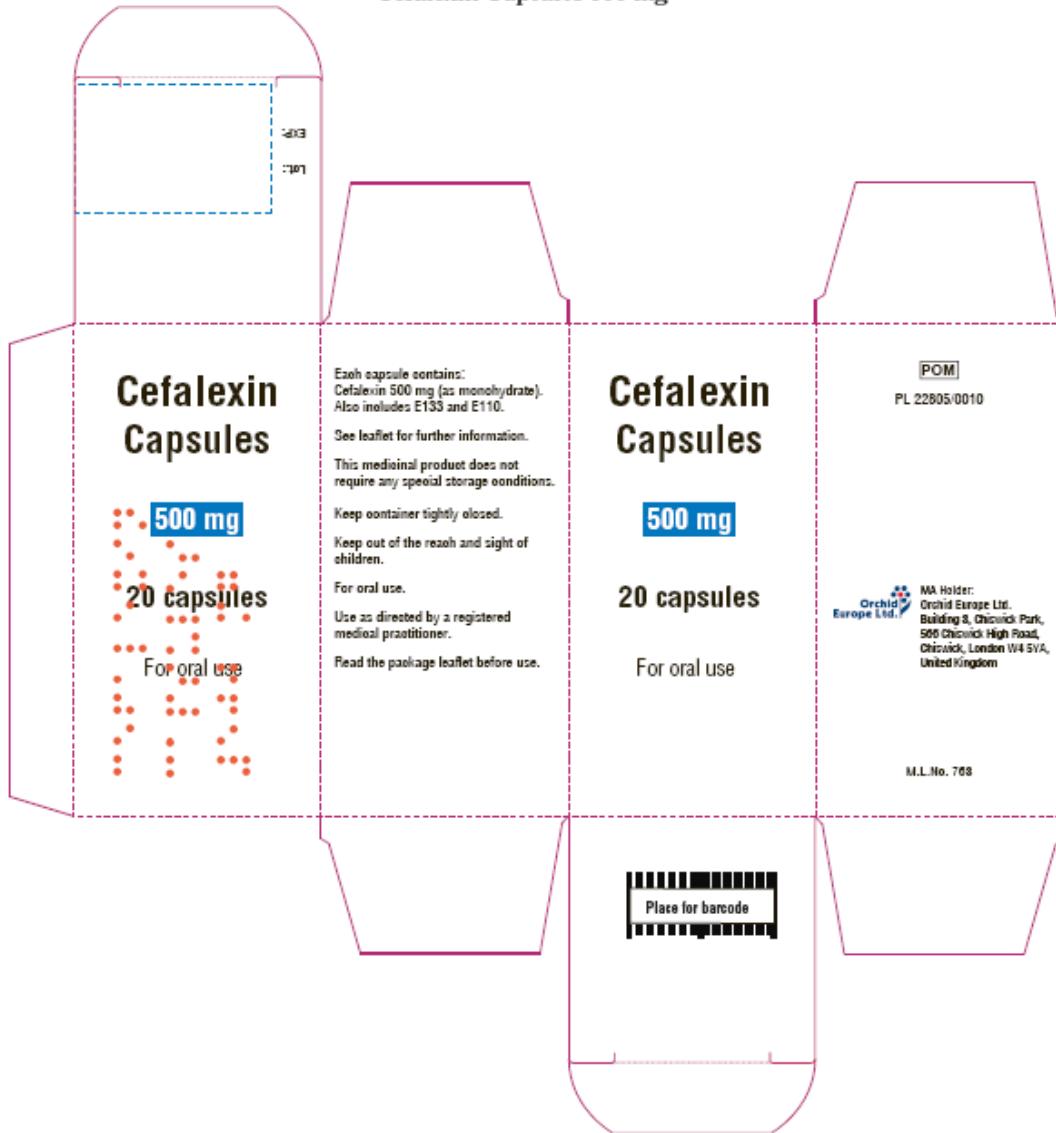 EXP:
Lot.:
Cefalexin
Capsules
500 mg
20 capsules
For oral use
Each capsule contains:
Cefalexin 500 mg (as monohydrate).
Also includes E133 and E110.
See leaflet for further information.
This medicinal product does not
require any special storage conditions.
Keep container tightly closed.
Keep out of the reach and sight of
children.
For oral use.
Use as directed by a registered
medical practitioner.
Read the package leaflet before use.
Cefalexin
Capsules
500 mg
20 capsules
For oral use
POM
PL 22805/0010
Orchid
Europe Ltd.
MA Holder:
Orchid Europe Ltd.
Building 3, Chiswick Park,
566 Chiswick High Road,
Chiswick, London W4 5YA,
United Kingdom
M.L.No. 768
Place for barcode